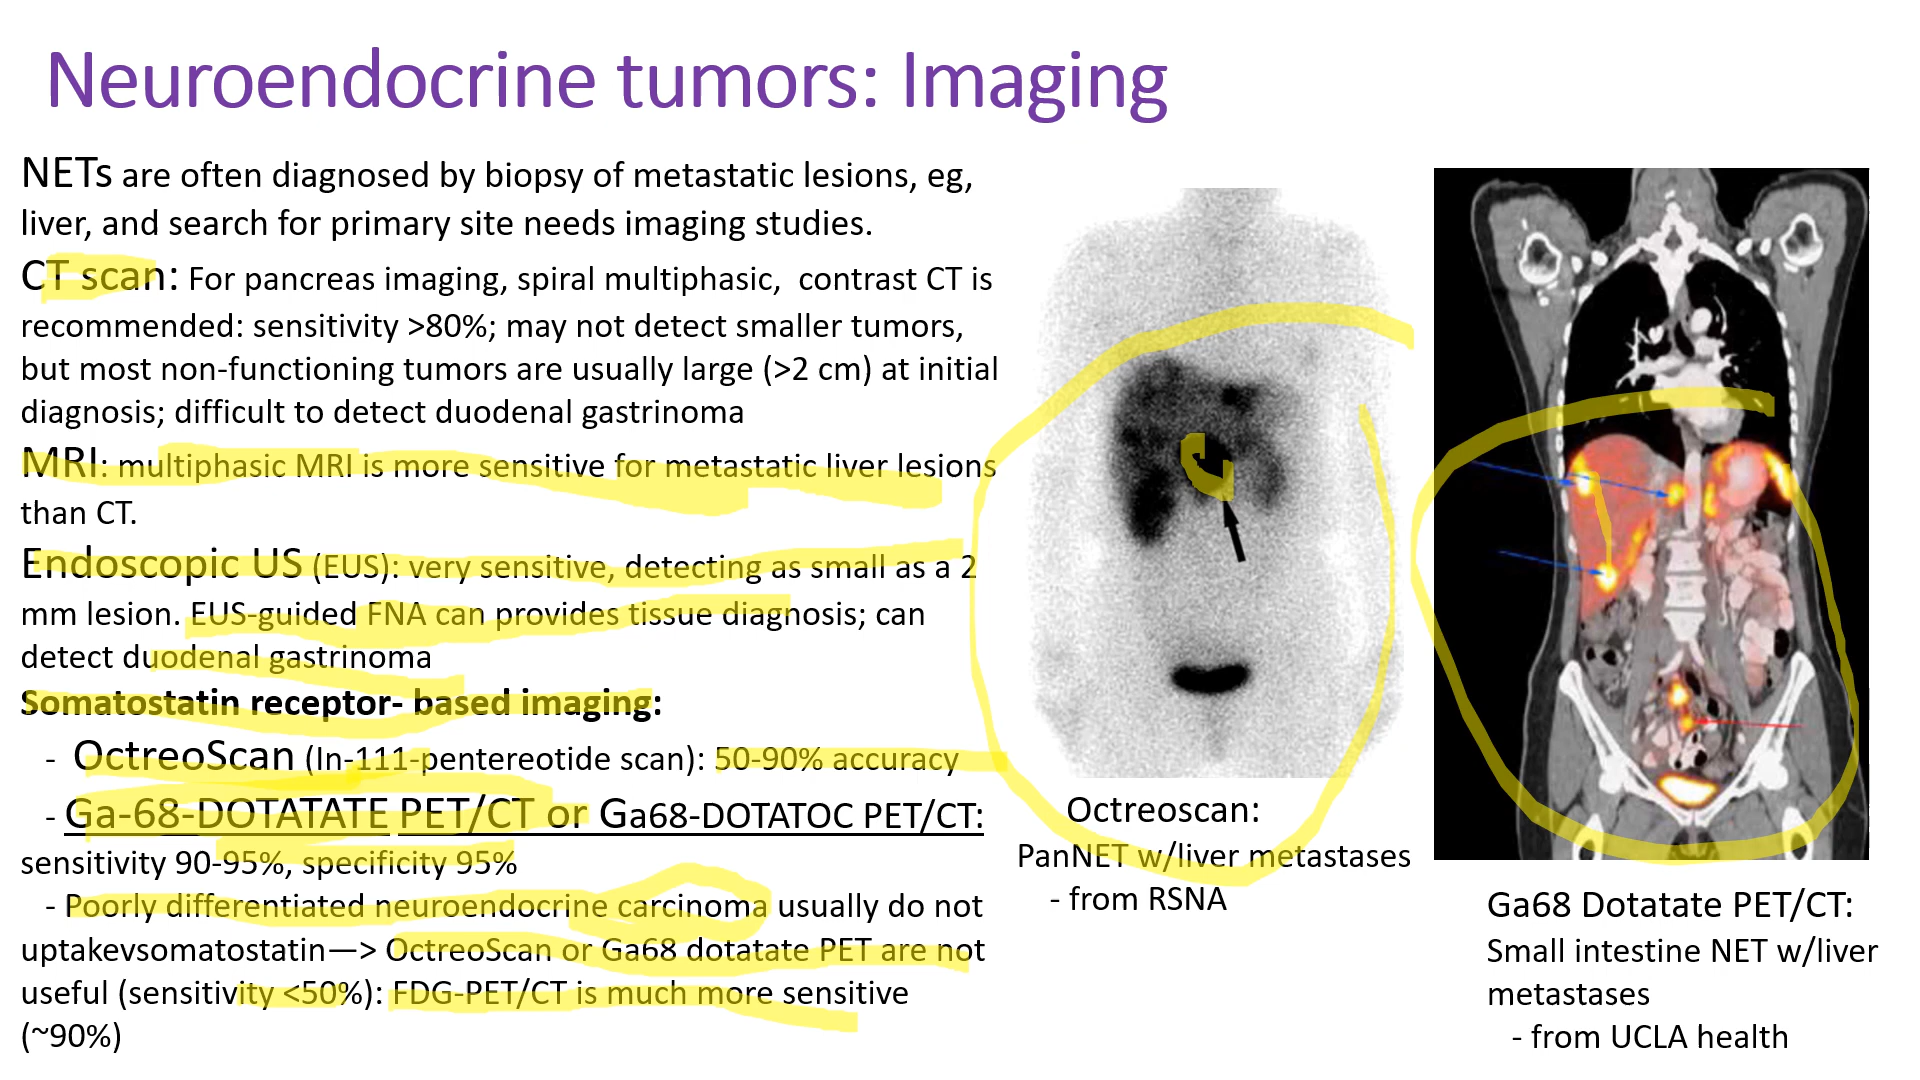 Neuroendocrine tumors: Imaging
NETs are often diagnosed by biopsy of metastatic lesions, eg,
liver, and search for primary site needs imaging studies.
CT scan: For pancreas imaging, spiral multiphasic, contrast CT is
recommended: sensitivity >80%; may not detect smaller tumors,
but most non-functioning tumors are usually large (>2 cm) at initial
diagnosis; difficult to detect duodenal gastrinoma
MRI: multiphasic MRI is more sensitive for metastatic liver lesions
than CT.
Endoscopic US (EUS): very sensitive, detecting as small as a 2
mm lesion. EUS-guided FNA can provides tissue diagnosis; can
detect duodenal gastrinoma
Somatostatin receptor- based imaging:
- OctreoScan (In-111-pentereotide scan): 50-90% accuracy
- Ga-68-DOTATATE PET/CT or Ga68-DOTATOC PET/CT:
sensitivity 90-95%, specificity 95%
- Poorly differentiated neuroendocrine carcinoma usually do not
uptakevsomatostatin—> OctreoScan or Ga68 dotatate PET are not
useful (sensitivity <50%): FDG-PET/CT is much more sensitive
(~90%)
Octreoscan:
PanNET w/liver metastases
- from RSNA
Ga68 Dotatate PET/CT:
Small intestine NET w/liver
metastases
- from UCLA health